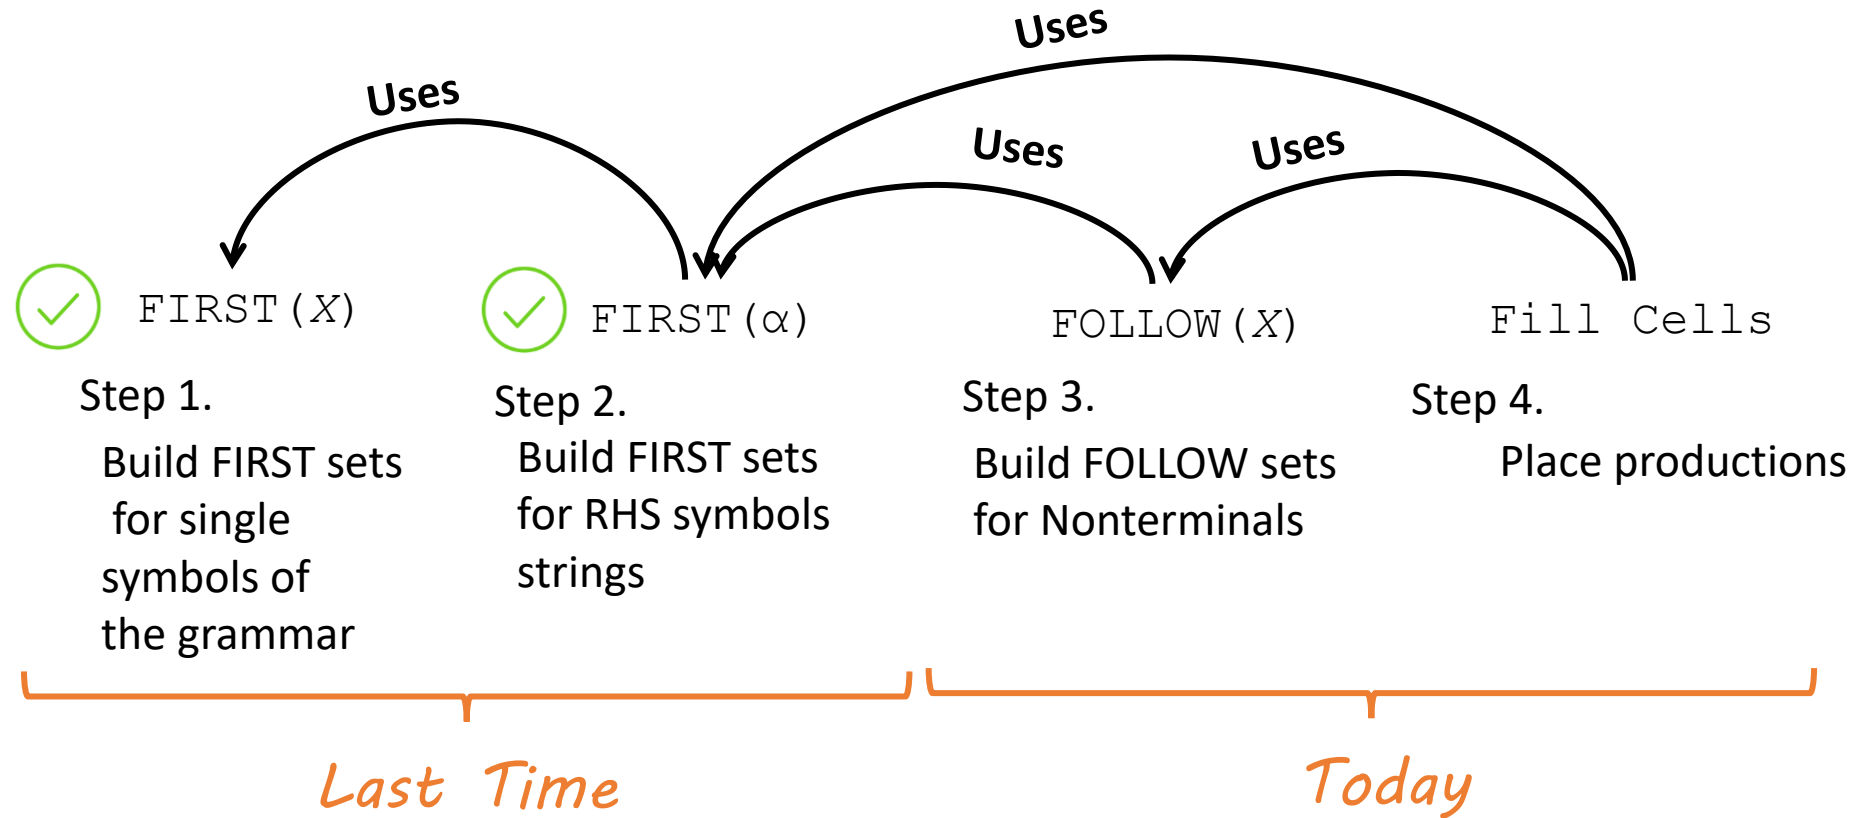 Uses
Uses
Uses
Uses
FIRST(X)
FIRST(α)
FOLLOW(X)
Fill Cells
Step 1.
Build FIRST sets
for single
symbols of
the grammar
Step 2.
Build FIRST sets
for RHS symbols
strings
Step 3.
Build FOLLOW sets
for Nonterminals
Step 4.
Place productions
Last Time
Today